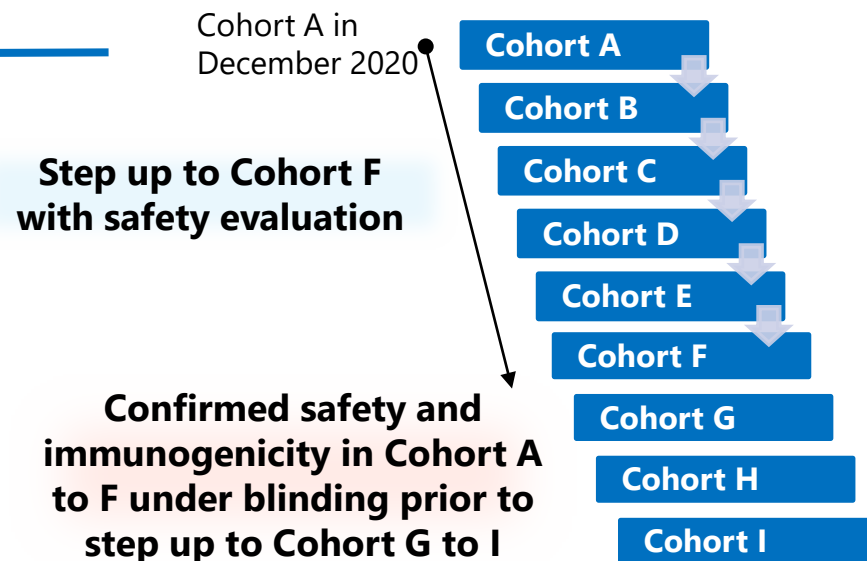 Cohort A in
December 2020
Cohort A
Cohort B
Cohort C
Step up to Cohort F
with safety evaluation
Cohort D
Cohort E
Cohort F
Confirmed safety and
immunogenicity in Cohort A
to F under blinding prior to
step up to Cohort G to I
Cohort G
Cohort H
Cohort I